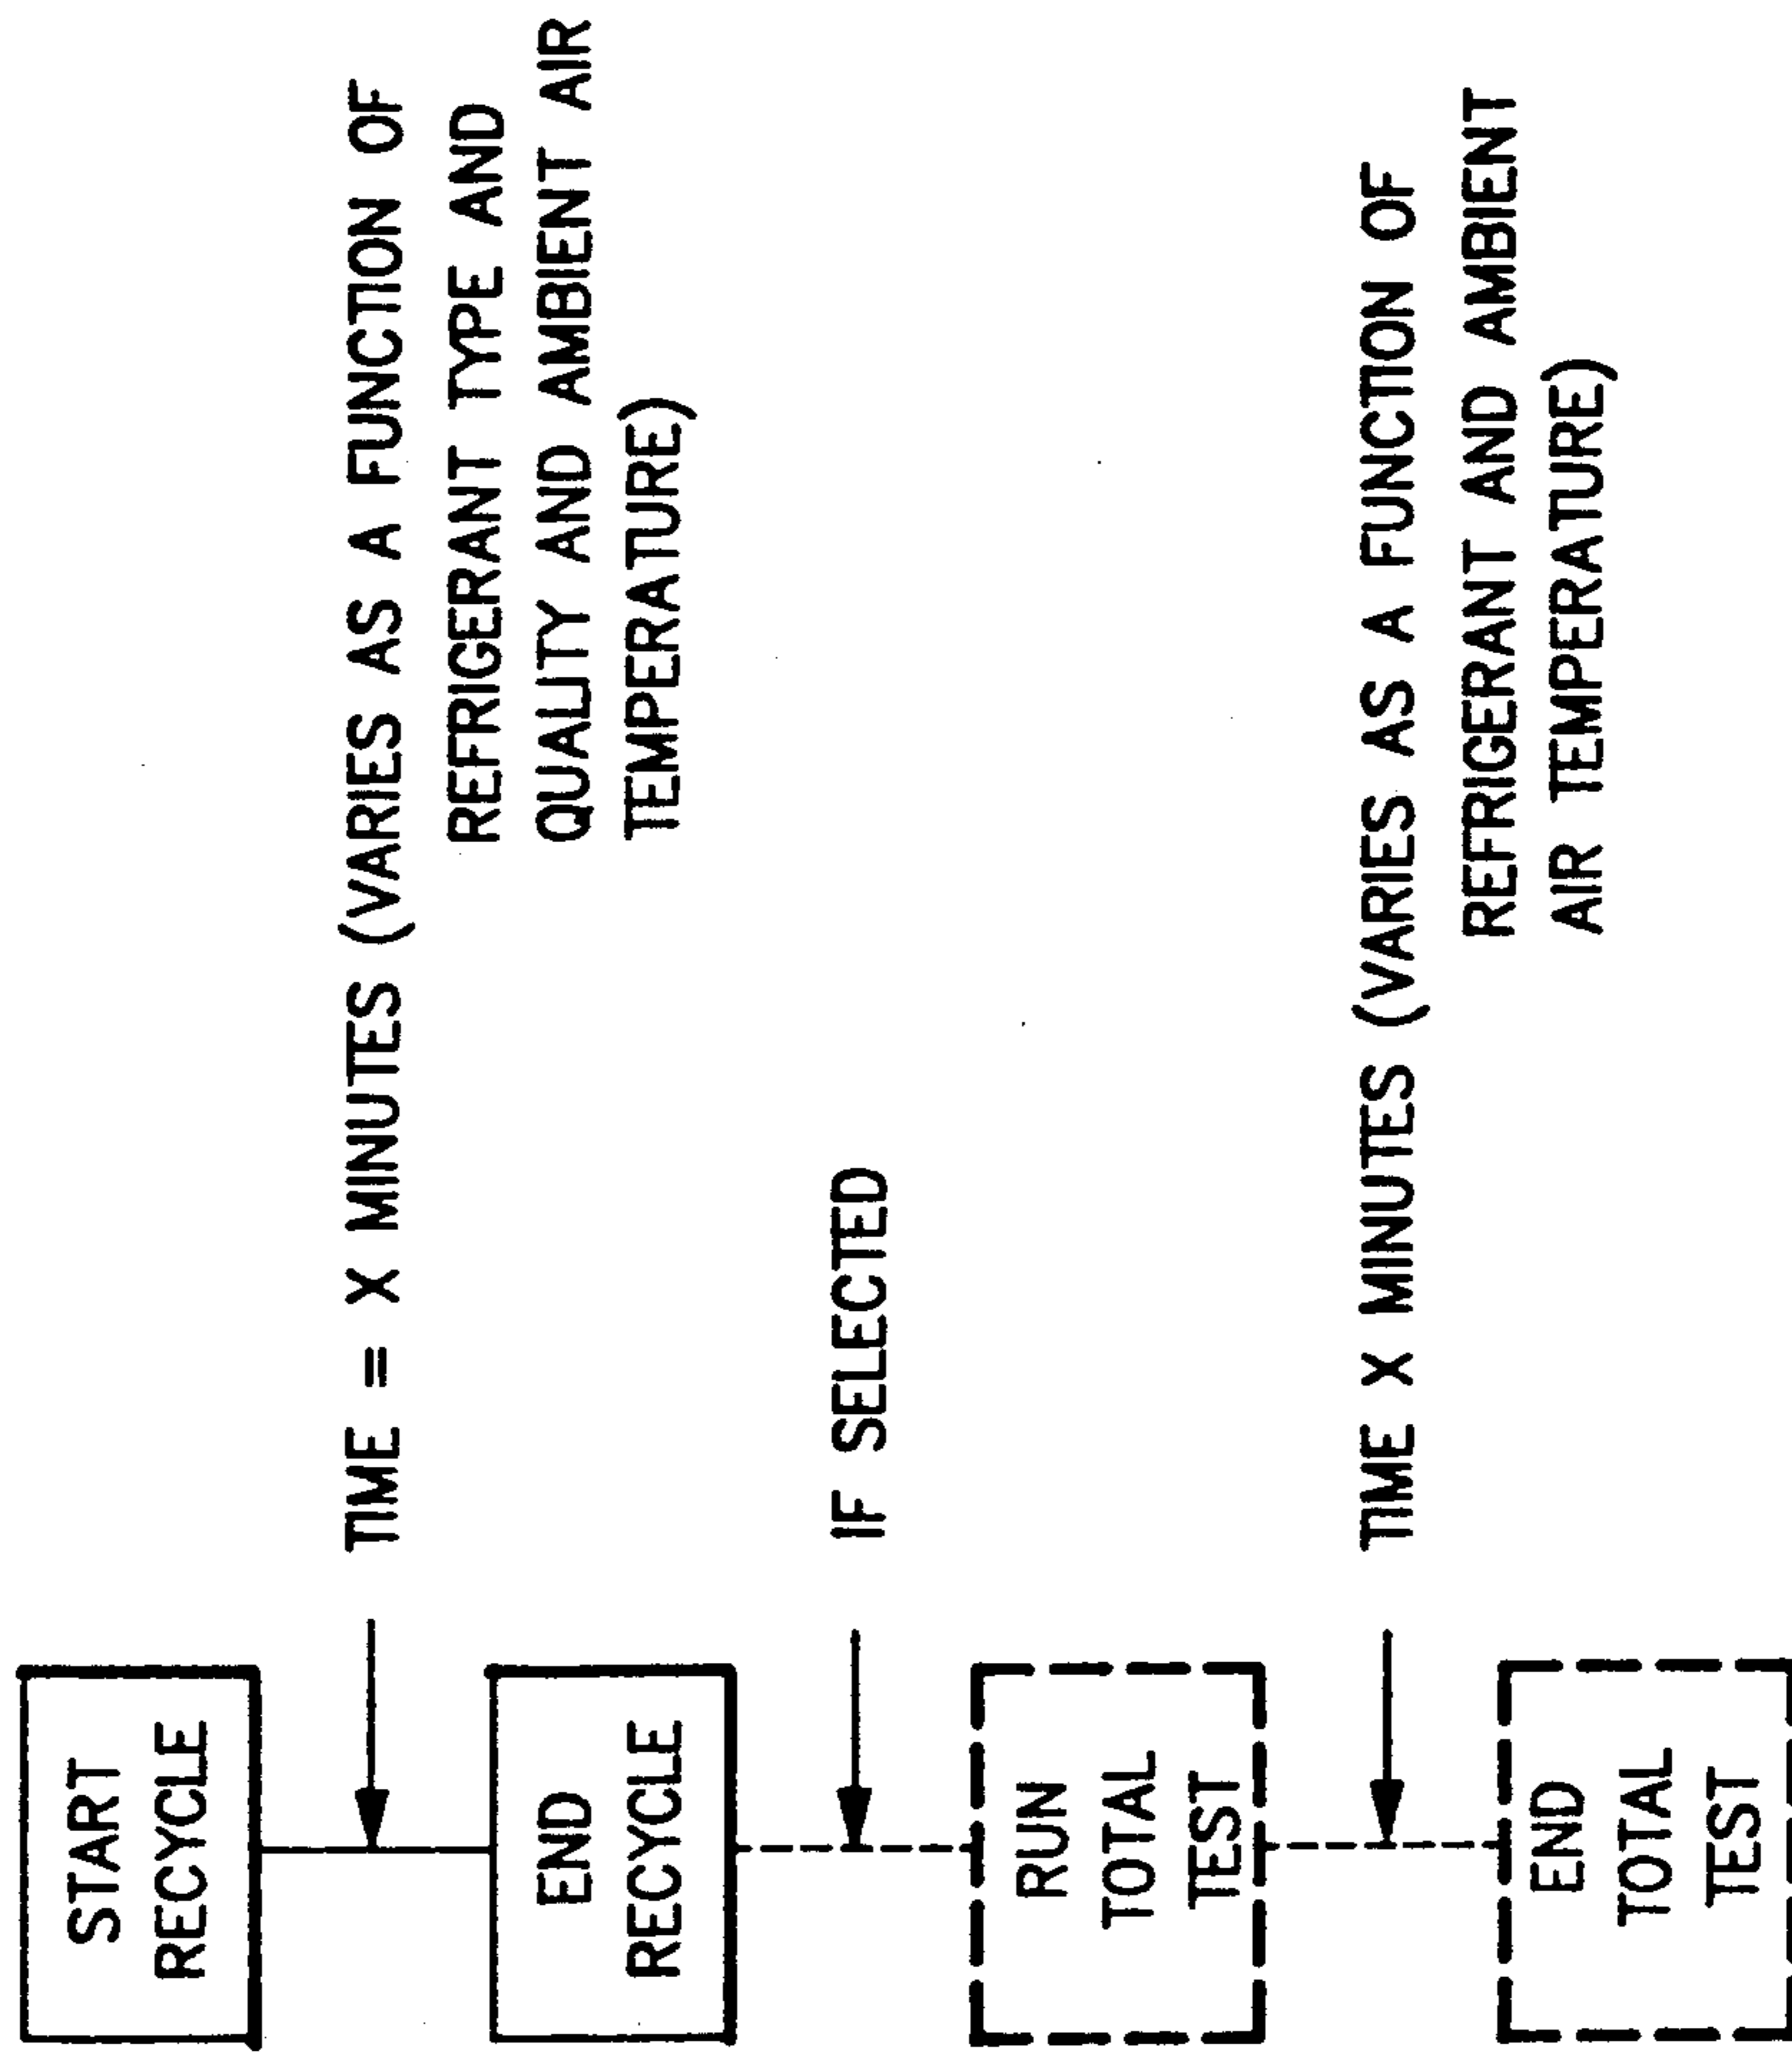 START
RECYCLE
TIME = X MINUTES (VARIES AS A FUNCTION OF
REFRIGERANT TYPE AND
QUALITY AND AMBIENT AIR
TEMPERATURE)
END
RECYCLE
IF SELECTED
RUN
TOTAL
TEST
TIME X MINUTES (VARIES AS A FUNCTION OF
REFRIGERANT AND AMBIENT
AIR TEMPERATURE)
END
TOTAL
TEST